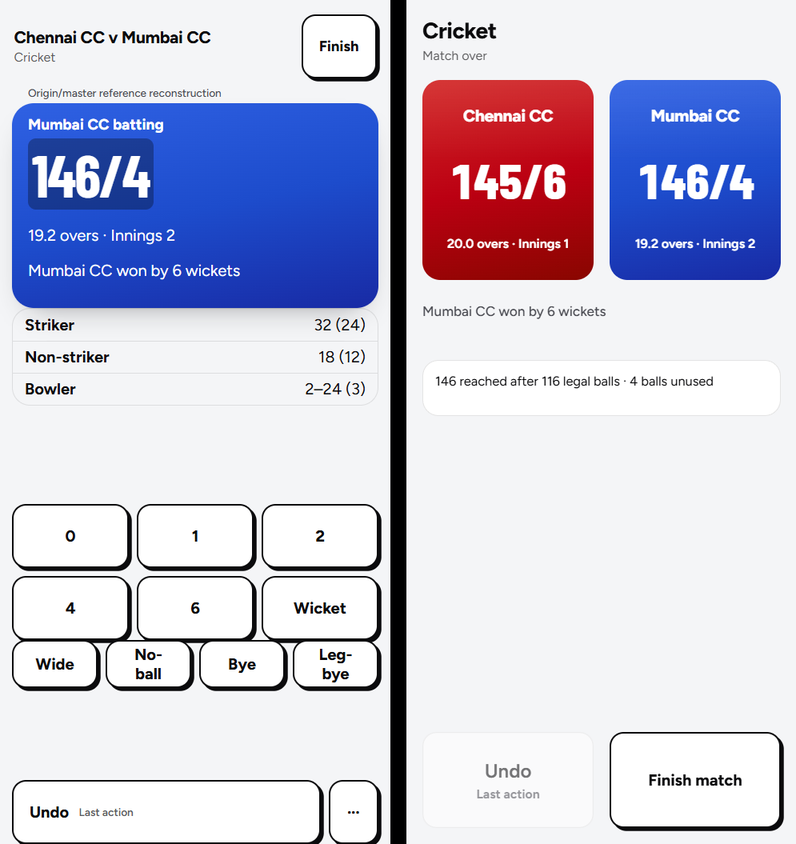 Chennai CC v Mumbai CC
Cricket
Finish
Origin/master reference reconstruction
Mumbai CC batting
146/4
19.2 overs · Innings 2
Mumbai CC won by 6 wickets
Striker 32 (24)
Non-striker 18 (12)
Bowler 2–24 (3)
0 1 2
4 6 Wicket
Wide No-ball Bye Leg-bye
Undo Last action ...
Cricket
Match over
Chennai CC
145/6
20.0 overs · Innings 1
Mumbai CC
146/4
19.2 overs · Innings 2
Mumbai CC won by 6 wickets
146 reached after 116 legal balls · 4 balls unused
Undo
Last action
Finish match